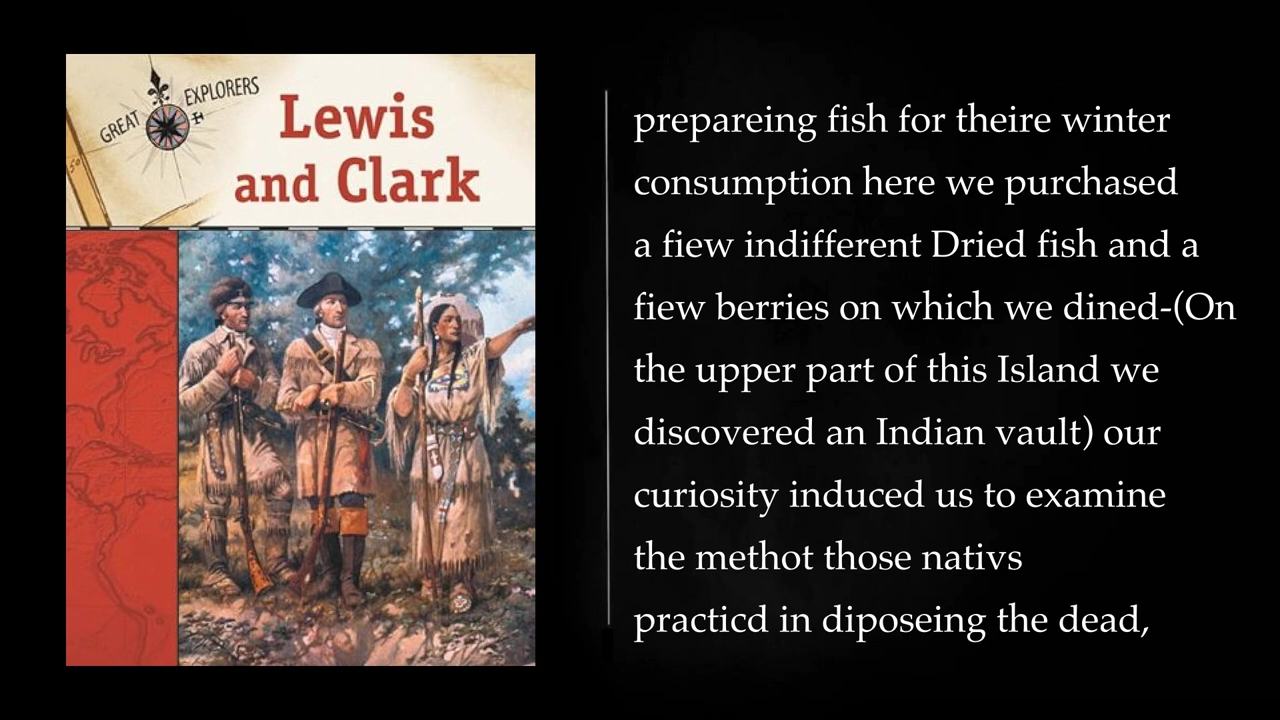 GREAT EXPLORERS
Lewis
and Clark
50
prepareing fish for theire winter
consumption here we purchased
a fiew indifferent Dried fish and a
fiew berries on which we dined-(On
the upper part of this Island we
discovered an Indian vault) our
curiosity induced us to examine
the methot those nativs
practicd in diposeing the dead,